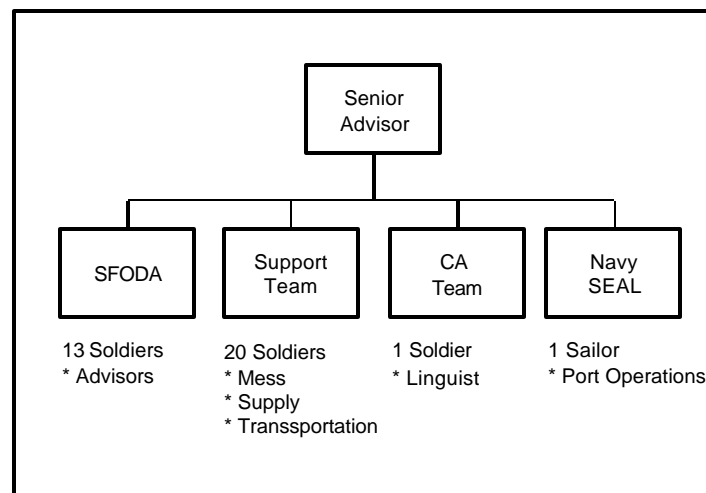 Senior
Advisor
SFODA
Support
Team
CA
Team
Navy
SEAL
13 Soldiers
* Advisors
20 Soldiers
* Mess
* Supply
* Transsportation
1 Soldier
* Linguist
1 Sailor
* Port Operations